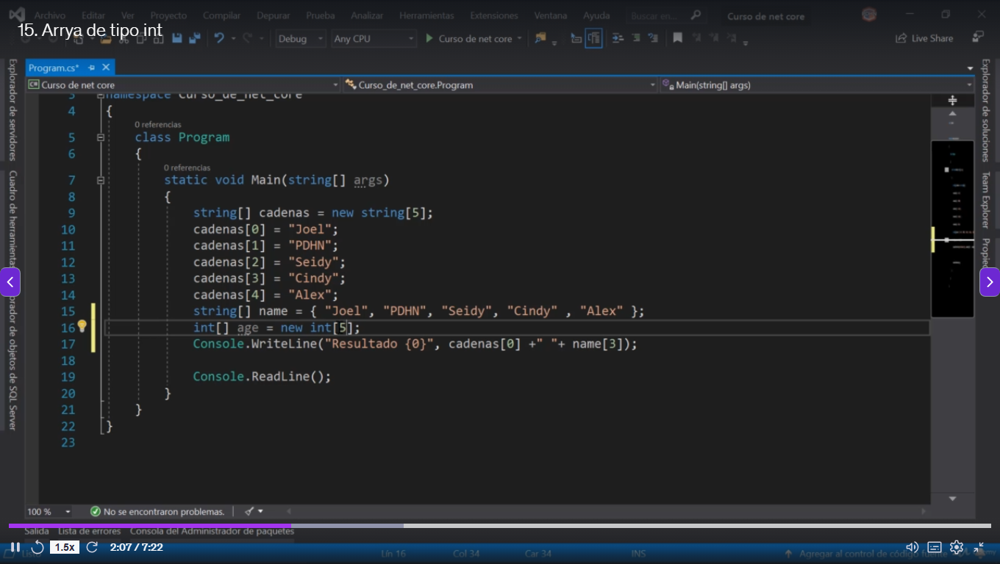 Archivo Editar Ver Proyecto Compilar Depurar Prueba Analizar Herramientas Extensiones Ventana Ayuda Buscar en... Curso de net core
15. Arrya de tipo int
Debug Any CPU Curso de net core Live Share
Explorador de servidores
Cuadro de herramientas
Explorador de soluciones
Team Explorer
Program.cs*
C# Curso de net core Curso_de_net_core.Program Main(string[] args)
3 namespace Curso_de_net_core
4 {
0 referencias
5 class Program
6 {
0 referencias
7 static void Main(string[] args)
8 {
9 string[] cadenas = new string[5];
10 cadenas[0] = "Joel";
11 cadenas[1] = "PDHN";
12 cadenas[2] = "Seidy";
13 cadenas[3] = "Cindy";
14 cadenas[4] = "Alex";
15 string[] name = { "Joel", "PDHN", "Seidy", "Cindy" , "Alex" };
16 int[] age = new int[5];
17 Console.WriteLine("Resultado {0}", cadenas[0] +" "+ name[3]);
18
19 Console.ReadLine();
20 }
21 }
22 }
23
orador de objetos de SQL Server
Propie
100 % No se encontraron problemas.
Salida Lista de errores Consola del Administrador de paquetes
1.5x 2:07 / 7:22
Lín 16 Col 34 Car 34 INS Agregar al control de código fuente